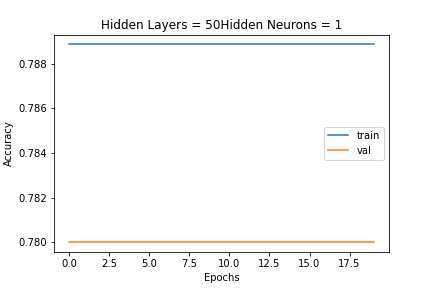 Hidden Layers = 50Hidden Neurons = 1
0.788
0.786
0.784
0.782
0.780
Accuracy
train
val
0.0 2.5 5.0 7.5 10.0 12.5 15.0 17.5
Epochs